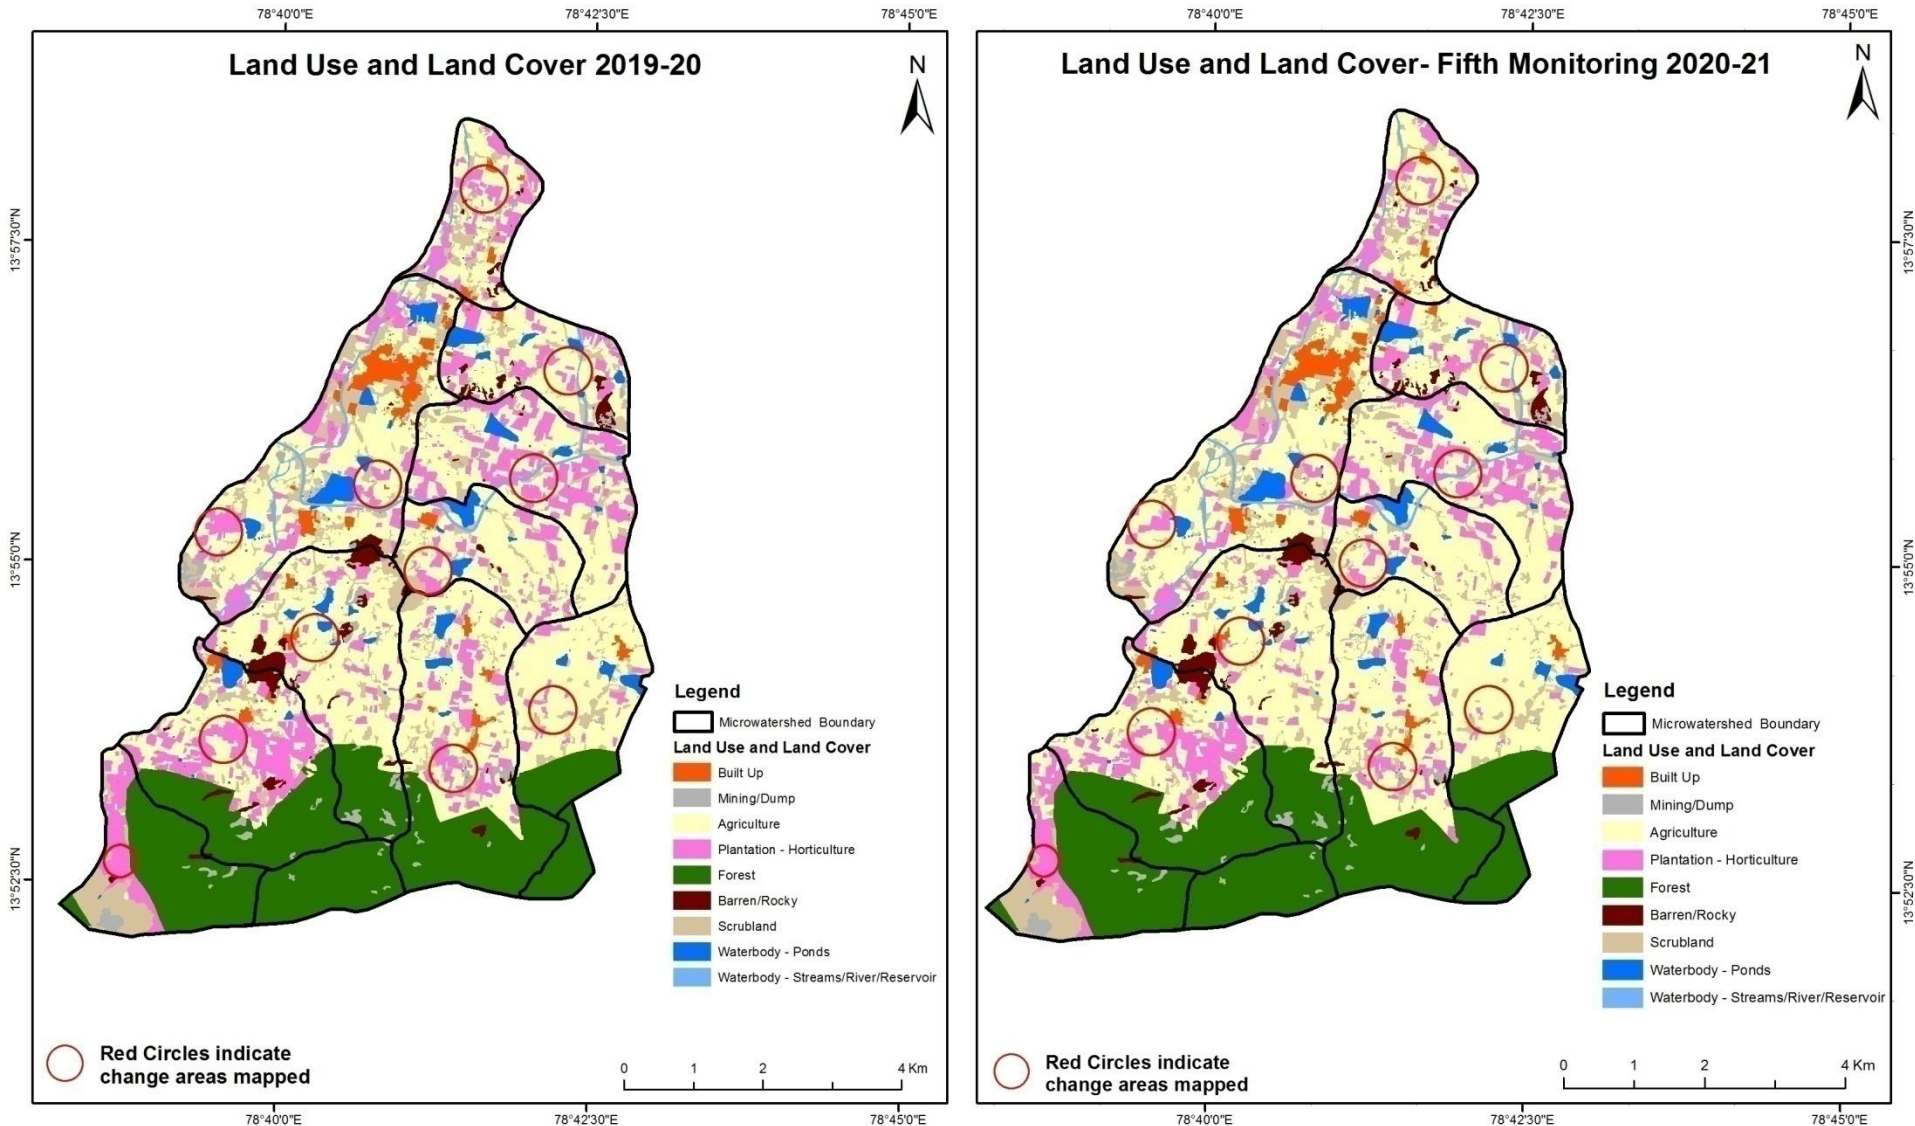 78°40'0"E
78°42'30"E
78°45'0"E
Land Use and Land Cover 2019-20
N
13°57'30"N
13°55'0"N
13°52'30"N
Legend
Microwatershed Boundary
Land Use and Land Cover
Built Up
Mining/Dump
Agriculture
Plantation - Horticulture
Forest
Barren/Rocky
Scrubland
Waterbody - Ponds
Waterbody - Streams/River/Reservoir
Red Circles indicate
change areas mapped
0 1 2 4 Km
78°40'0"E
78°42'30"E
78°45'0"E
78°40'0"E
78°42'30"E
78°45'0"E
Land Use and Land Cover- Fifth Monitoring 2020-21
N
13°57'30"N
13°55'0"N
13°52'30"N
Legend
Microwatershed Boundary
Land Use and Land Cover
Built Up
Mining/Dump
Agriculture
Plantation - Horticulture
Forest
Barren/Rocky
Scrubland
Waterbody - Ponds
Waterbody - Streams/River/Reservoir
Red Circles indicate
change areas mapped
0 1 2 4 Km
78°40'0"E
78°42'30"E
78°45'0"E